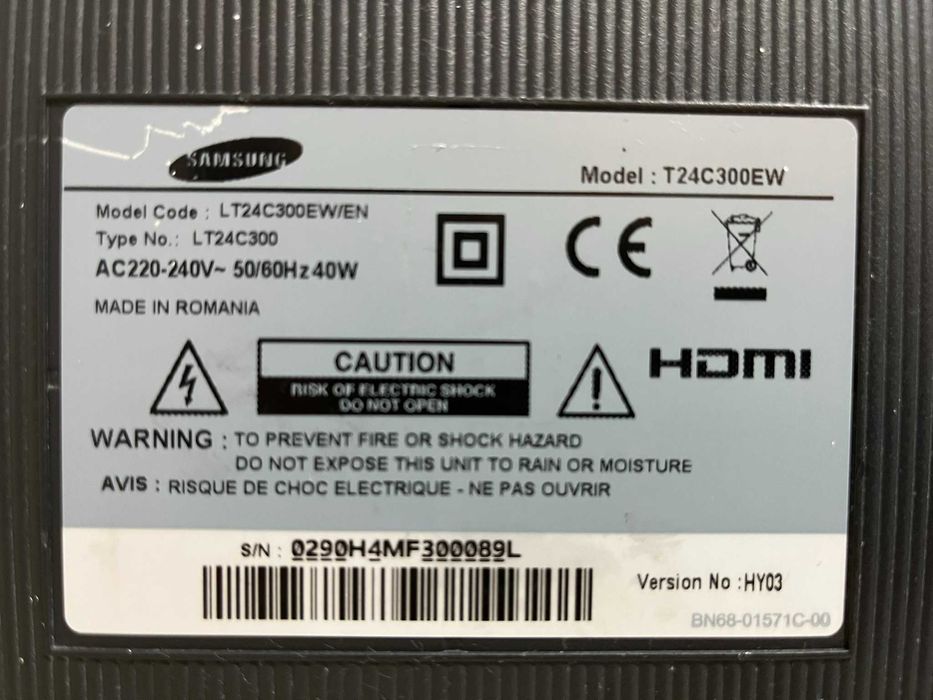 SAMSUNG
Model : T24C300EW
Model Code : LT24C300EW/EN
Type No.: LT24C300
AC220-240V~ 50/60Hz 40W
MADE IN ROMANIA
CE
CAUTION
RISK OF ELECTRIC SHOCK
DO NOT OPEN
HDMI
WARNING : TO PREVENT FIRE OR SHOCK HAZARD
DO NOT EXPOSE THIS UNIT TO RAIN OR MOISTURE
AVIS : RISQUE DE CHOC ELECTRIQUE - NE PAS OUVRIR
S/N : 0290H4MF300089L
Version No :HY03
BN68-01571C-00